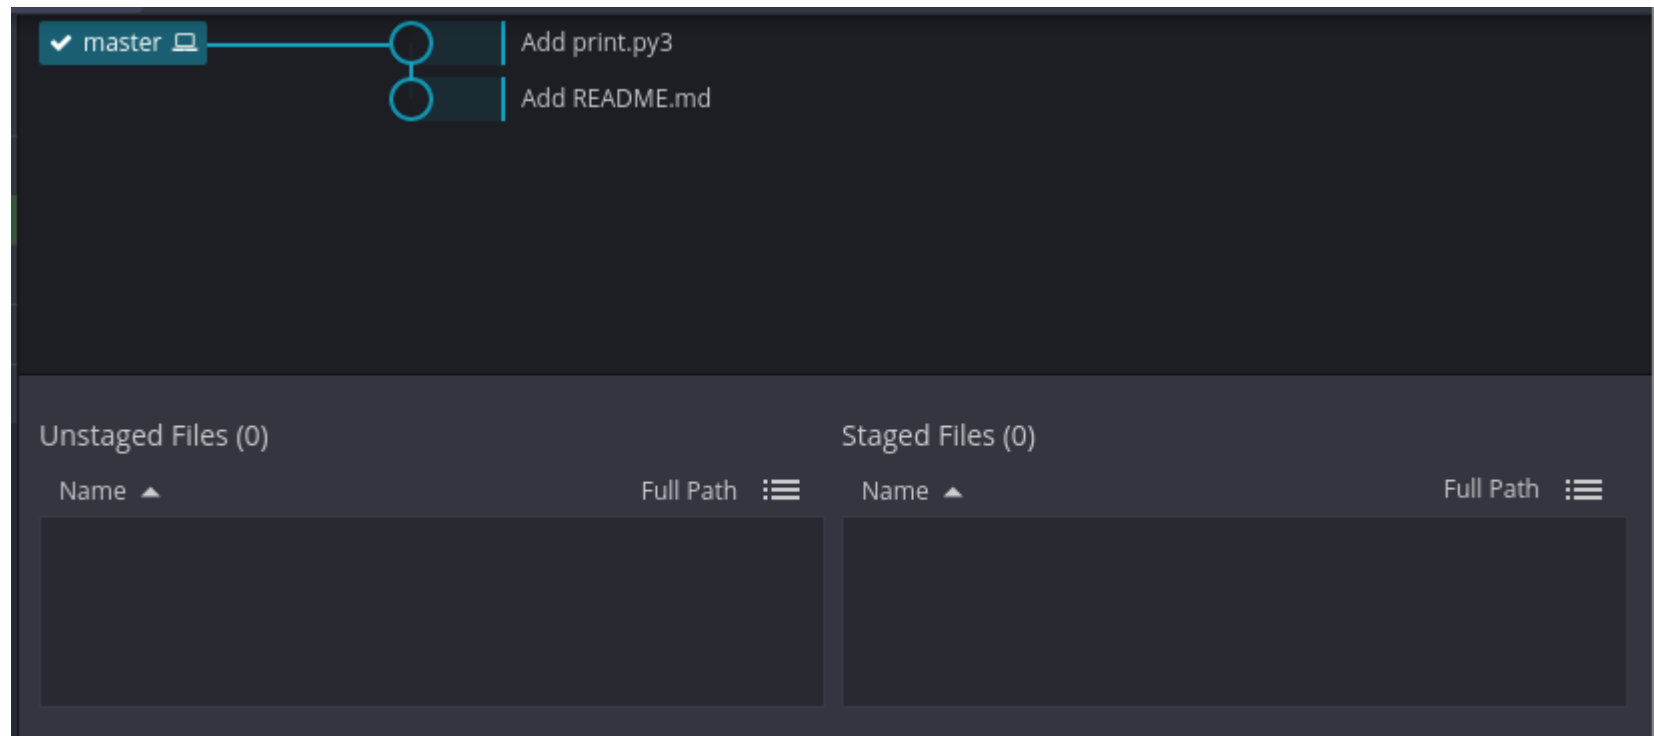 master
Add print.py3
Add README.md
Unstaged Files (0)
Staged Files (0)
Name Full Path
Name Full Path